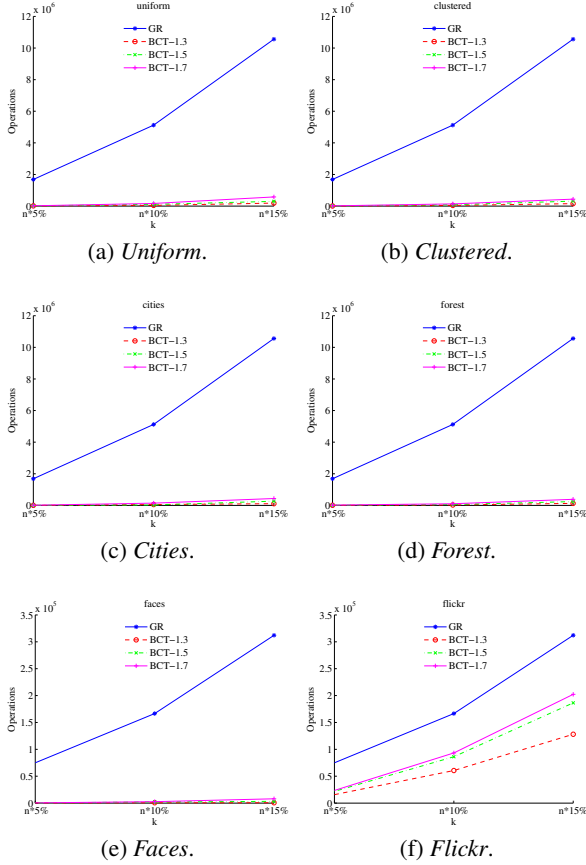 uniform
x 10^6
12
10
8
6
4
2
0
Operations
GR
BCT−1.3
BCT−1.5
BCT−1.7
n*5% n*10% n*15%
k
(a) Uniform.
clustered
x 10^6
12
10
8
6
4
2
0
Operations
GR
BCT−1.3
BCT−1.5
BCT−1.7
n*5% n*10% n*15%
k
(b) Clustered.
cities
x 10^6
12
10
8
6
4
2
0
Operations
GR
BCT−1.3
BCT−1.5
BCT−1.7
n*5% n*10% n*15%
k
(c) Cities.
forest
x 10^6
12
10
8
6
4
2
0
Operations
GR
BCT−1.3
BCT−1.5
BCT−1.7
n*5% n*10% n*15%
k
(d) Forest.
faces
x 10^5
3.5
3
2.5
2
1.5
1
0.5
0
Operations
GR
BCT−1.3
BCT−1.5
BCT−1.7
n*5% n*10% n*15%
k
(e) Faces.
flickr
x 10^5
3.5
3
2.5
2
1.5
1
0.5
0
Operations
GR
BCT−1.3
BCT−1.5
BCT−1.7
n*5% n*10% n*15%
k
(f) Flickr.